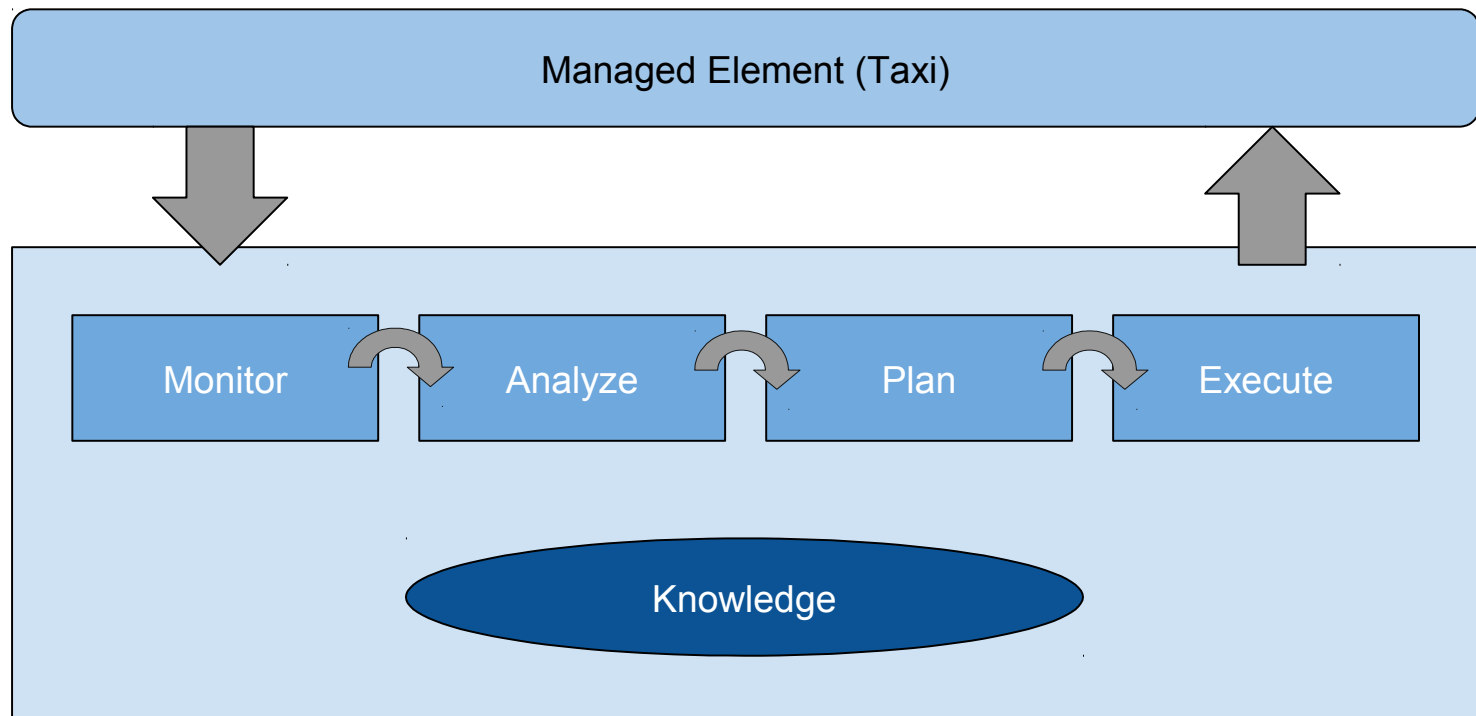 Managed Element (Taxi)
Monitor
Analyze
Plan
Execute
Knowledge